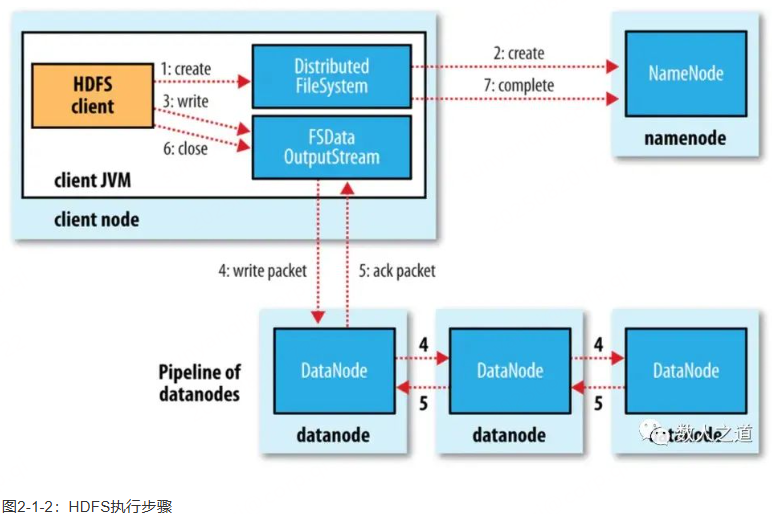 1: create
2: create
HDFS
client
Distributed
FileSystem
NameNode
3: write
7: complete
FSData
OutputStream
6: close
namenode
client JVM
client node
4: write packet
5: ack packet
Pipeline of
datanodes
DataNode
4
DataNode
4
DataNode
5
5
datanode
datanode
datanode
数人之道
图2-1-2：HDFS执行步骤